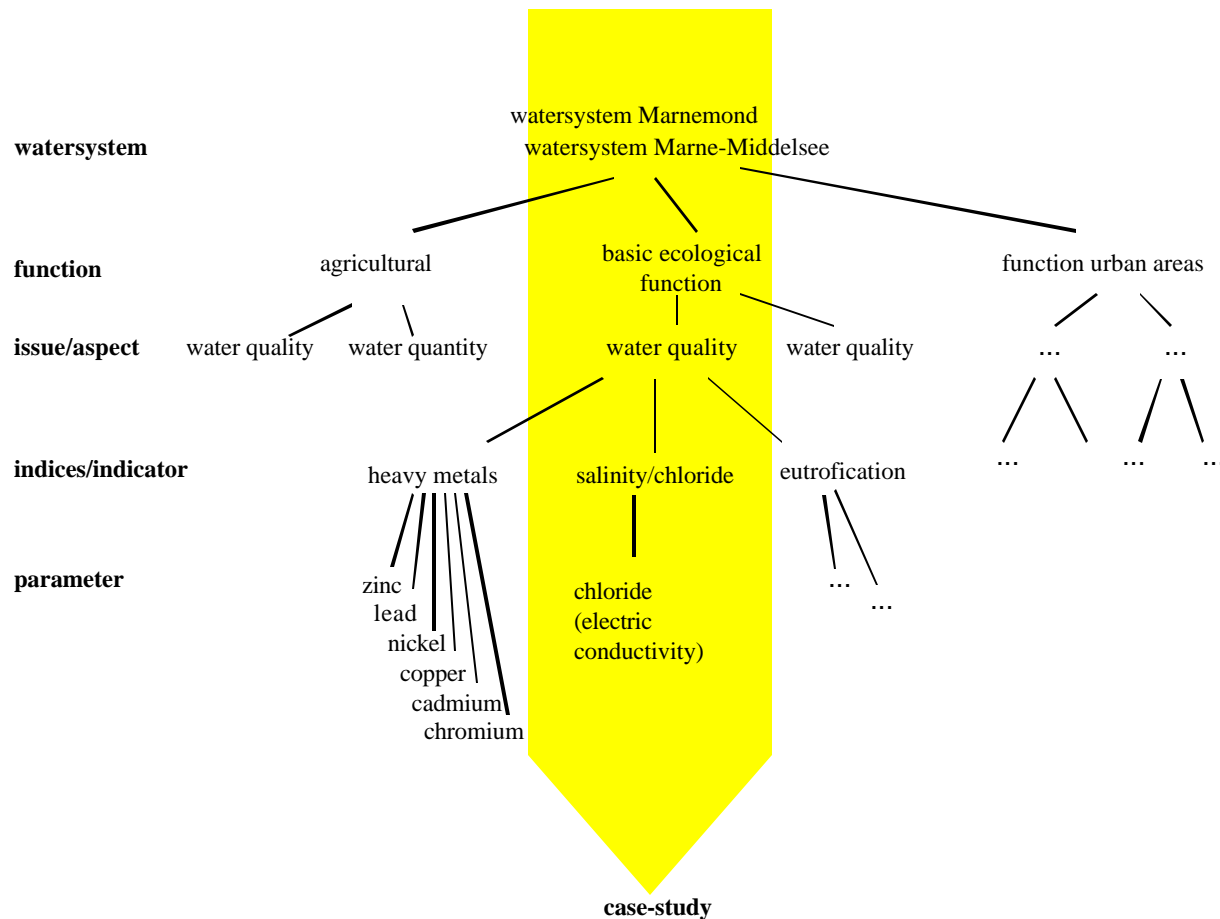 watersystem Marnemond
watersystem
watersystem Marne-Middelsee
function
agricultural
basic ecological
function
function urban areas
issue/aspect
water quality
water quantity
water quality
water quality
...
...
indices/indicator
heavy metals
salinity/chloride
eutrofication
...
...
...
parameter
zinc
lead
nickel
copper
cadmium
chromium
chloride
(electric
conductivity)
...
...
case-study